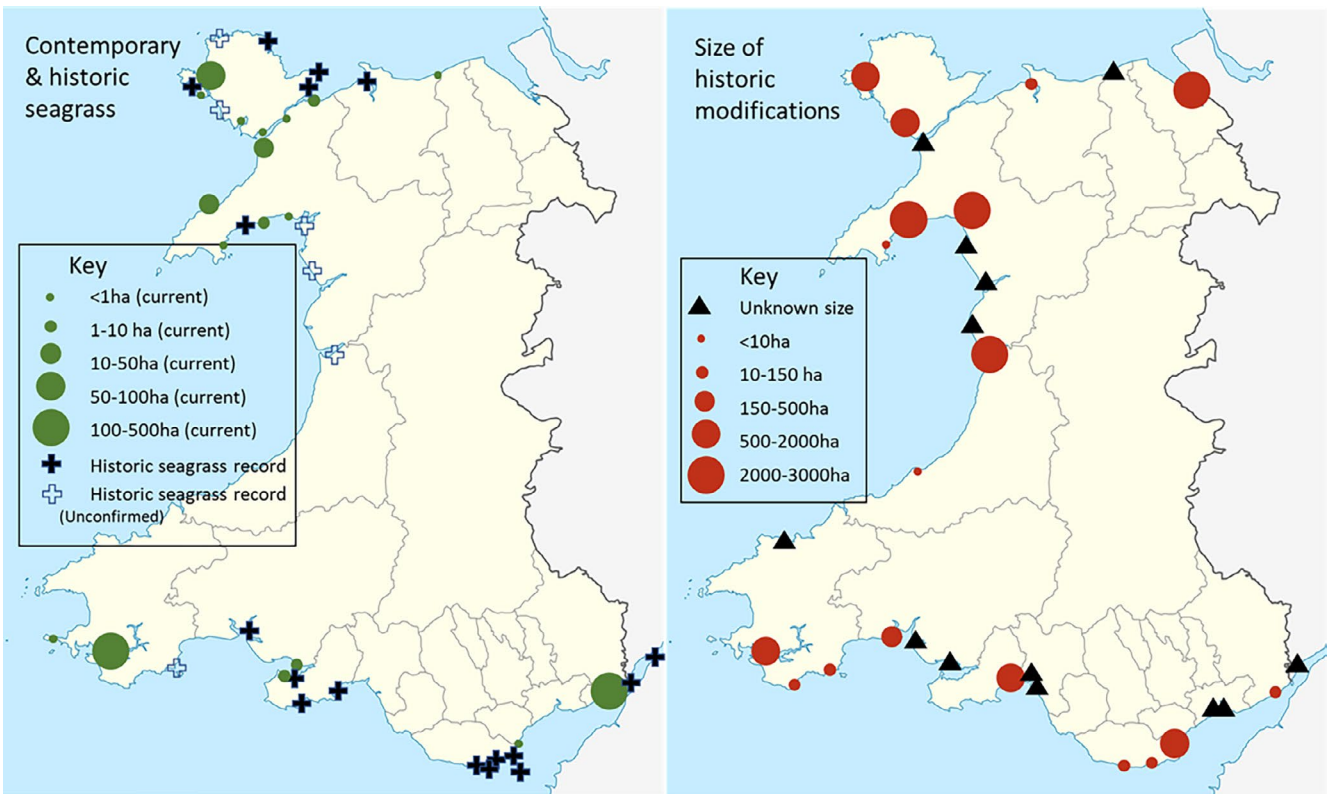 Contemporary
& historic
seagrass
Key
<1ha (current)
1-10 ha (current)
10-50ha (current)
50-100ha (current)
100-500ha (current)
Historic seagrass record
Historic seagrass record
(Unconfirmed)
Size of
historic
modifications
Key
Unknown size
<10ha
10-150 ha
150-500ha
500-2000ha
2000-3000ha